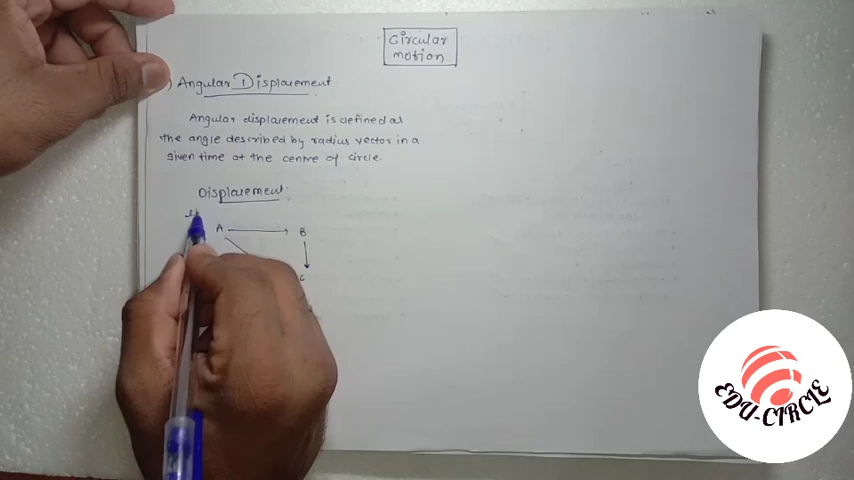 Circular
motion
) Angular Displacement
Angular displacement is defined as
the angle described by radius vector in a
given time at the centre of circle.
Displacement
A B
C
EDU-CIRCLE